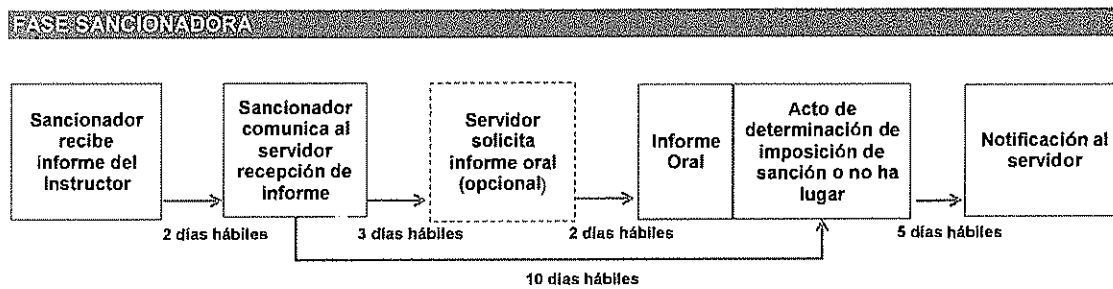 FASE SANCIONADORA
Sancionador
recibe
informe del
Instructor
2 días hábiles
Sancionador
comunica al
servidor
recepción de
informe
3 días hábiles
Servidor
solicita
informe oral
(opcional)
2 días hábiles
Informe
Oral
Acto de
determinación de
imposición de
sanción o no ha
lugar
5 días hábiles
Notificación al
servidor
10 días hábiles